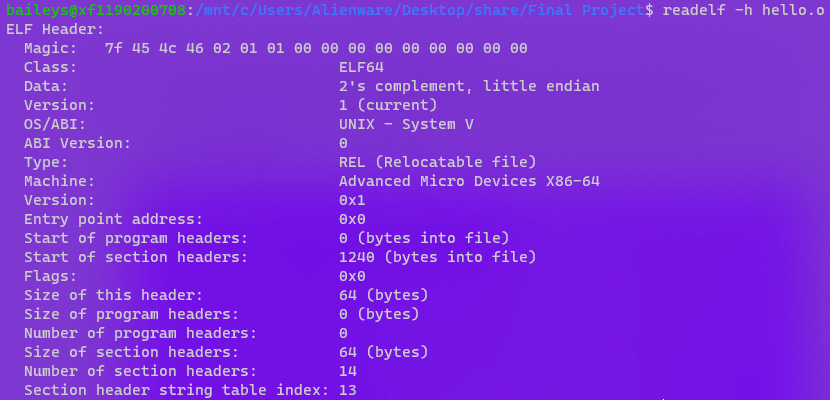 baileys@xf1190200708:/mnt/c/Users/Alienware/Desktop/share/Final Project$ readelf -h hello.o
ELF Header:
  Magic:   7f 45 4c 46 02 01 01 00 00 00 00 00 00 00 00 00
  Class:                             ELF64
  Data:                              2's complement, little endian
  Version:                           1 (current)
  OS/ABI:                            UNIX - System V
  ABI Version:                       0
  Type:                              REL (Relocatable file)
  Machine:                           Advanced Micro Devices X86-64
  Version:                           0x1
  Entry point address:               0x0
  Start of program headers:          0 (bytes into file)
  Start of section headers:          1240 (bytes into file)
  Flags:                             0x0
  Size of this header:               64 (bytes)
  Size of program headers:           0 (bytes)
  Number of program headers:         0
  Size of section headers:           64 (bytes)
  Number of section headers:         14
  Section header string table index: 13